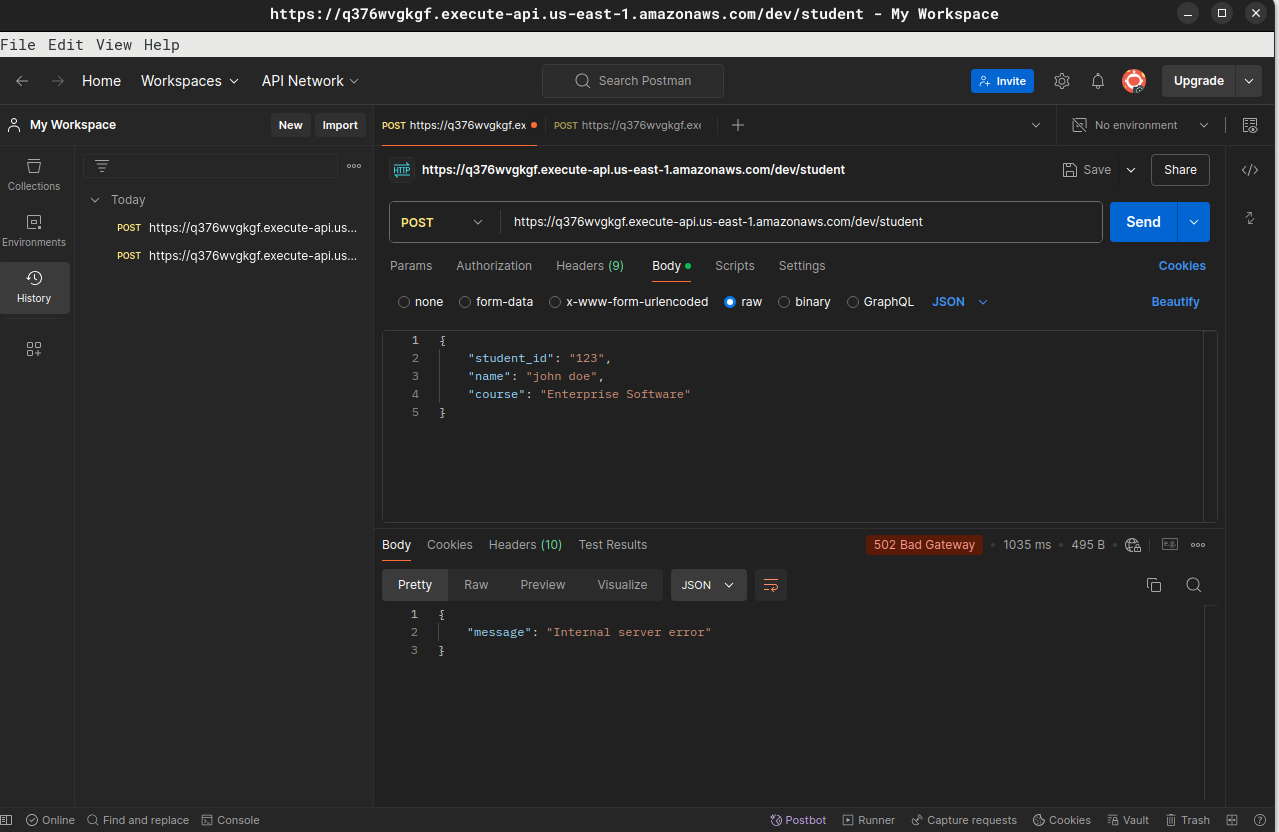 https://q376wvgkgf.execute-api.us-east-1.amazonaws.com/dev/student - My Workspace
File Edit View Help
Home Workspaces API Network Search Postman Invite Upgrade
My Workspace New Import
POST https://q376wvgkgf.ex POST https://q376wvgkgf.exe No environment
Collections
Environments
History
Today
POST https://q376wvgkgf.execute-api.us...
POST https://q376wvgkgf.execute-api.us...
HTTP https://q376wvgkgf.execute-api.us-east-1.amazonaws.com/dev/student Save Share
POST https://q376wvgkgf.execute-api.us-east-1.amazonaws.com/dev/student Send
Params Authorization Headers (9) Body Scripts Settings Cookies
none form-data x-www-form-urlencoded raw binary GraphQL JSON Beautify
1 {
2 "student_id": "123",
3 "name": "john doe",
4 "course": "Enterprise Software"
5 }
Body Cookies Headers (10) Test Results 502 Bad Gateway 1035 ms 495 B e.g.
Pretty Raw Preview Visualize JSON
1 {
2 "message": "Internal server error"
3 }
Online Find and replace Console Postbot Runner Capture requests Cookies Vault Trash